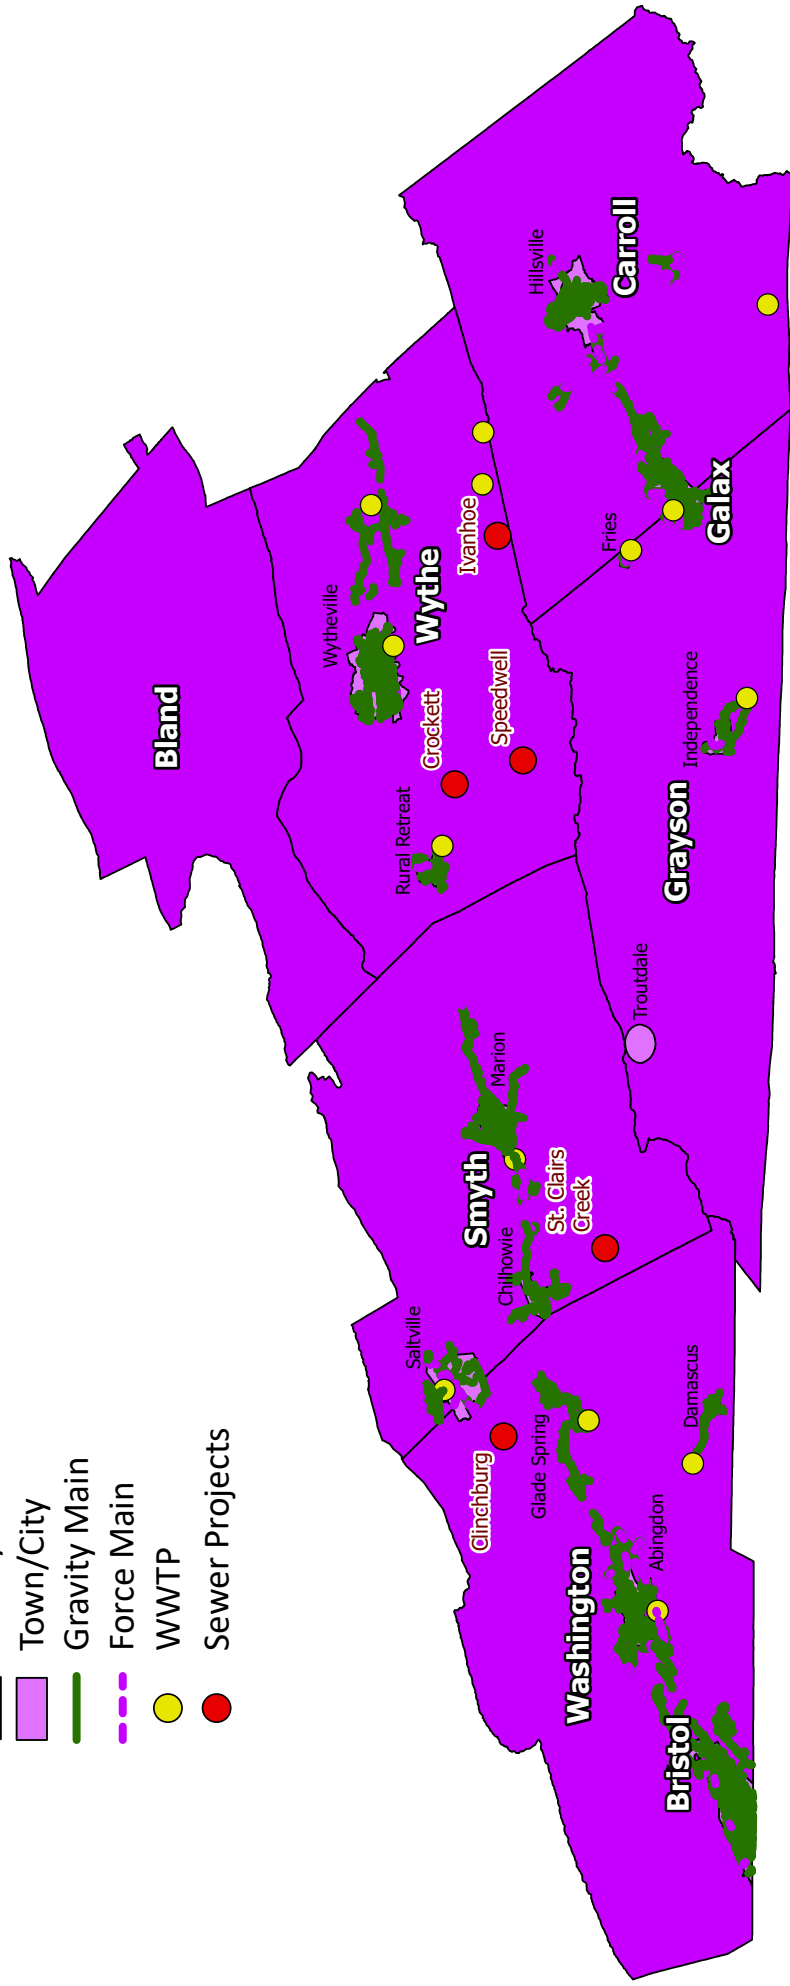 Town/City
Gravity Main
Force Main
WWTP
Sewer Projects
Bland
Wytheville
Wythe
Ivanhoe
Crockett
Speedwell
Rural Retreat
Hillsville
Carroll
Galax
Fries
Independence
Grayson
Troutdale
Marion
Smyth
St. Clairs
Creek
Chilhowie
Saltville
Clinchburg
Glade Spring
Damascus
Abingdon
Washington
Bristol